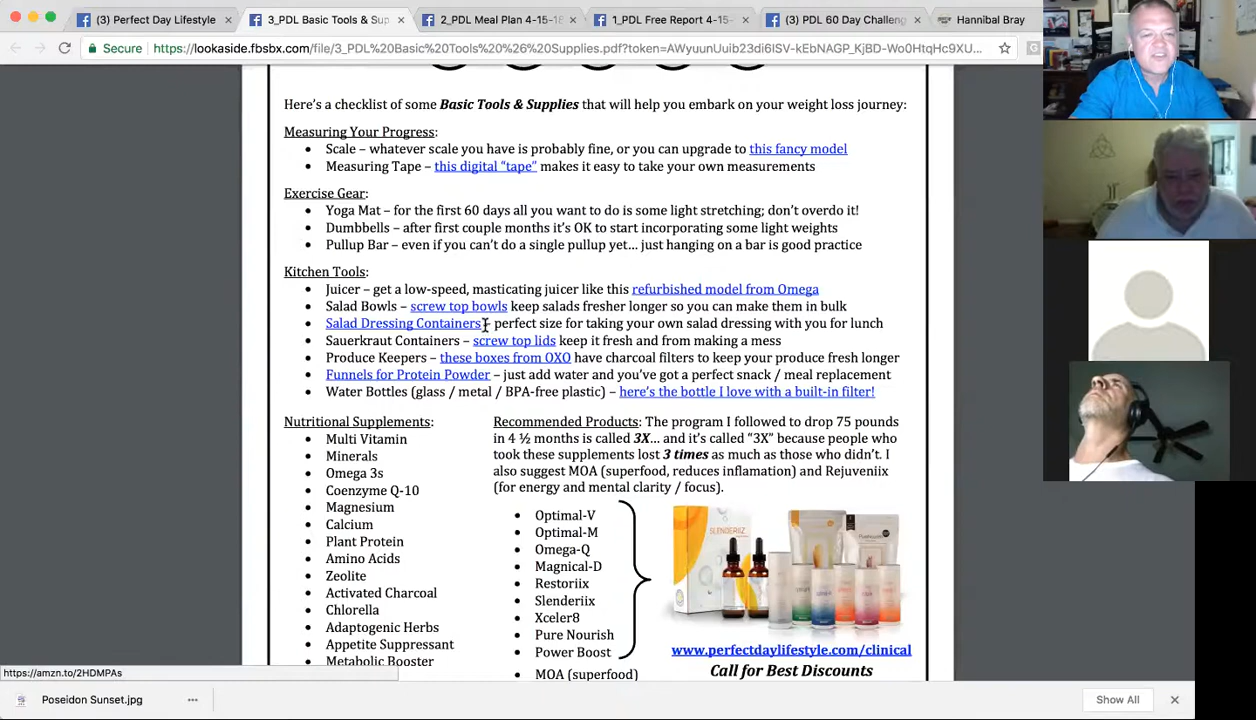 (3) Perfect Day Lifestyle
3_PDL Basic Tools & Sup
2_PDL Meal Plan 4-15-18
1_PDL Free Report 4-15-
(3) PDL 60 Day Challeng
Hannibal Bray
Secure
https://lookaside.fbsbx.com/file/3_PDL%20Basic%20Tools%20%26%20Supplies.pdf?token=
Here's a checklist of some Basic Tools & Supplies that will help you embark on your weight loss journey:
Measuring Your Progress:
• Scale – whatever scale you have is probably fine, or you can upgrade to this fancy model
• Measuring Tape – this digital "tape" makes it easy to take your own measurements
Exercise Gear:
• Yoga Mat – for the first 60 days all you want to do is some light stretching; don't overdo it!
• Dumbbells – after first couple months it's OK to start incorporating some light weights
• Pullup Bar – even if you can't do a single pullup yet… just hanging on a bar is good practice
Kitchen Tools:
• Juicer – get a low-speed, masticating juicer like this refurbished model from Omega
• Salad Bowls – screw top bowls keep salads fresher longer so you can make them in bulk
• Salad Dressing Containers – perfect size for taking your own salad dressing with you for lunch
• Sauerkraut Containers – screw top lids keep it fresh and from making a mess
• Produce Keepers – these boxes from OXO have charcoal filters to keep your produce fresh longer
• Funnels for Protein Powder – just add water and you've got a perfect snack / meal replacement
• Water Bottles (glass / metal / BPA-free plastic) – here's the bottle I love with a built-in filter!
Nutritional Supplements:
• Multi Vitamin
• Minerals
• Omega 3s
• Coenzyme Q-10
• Magnesium
• Calcium
• Plant Protein
• Amino Acids
• Zeolite
• Activated Charcoal
• Chlorella
• Adaptogenic Herbs
• Appetite Suppressant
• Metabolic Booster
Recommended Products: The program I followed to drop 75 pounds
in 4 ½ months is called 3X… and it's called "3X" because people who
took these supplements lost 3 times as much as those who didn't. I
also suggest MOA (superfood, reduces inflamation) and Rejuveniix
(for energy and mental clarity / focus).
• Optimal-V
• Optimal-M
• Omega-Q
• Magnical-D
• Restoriix
• Slenderiix
• Xceler8
• Pure Nourish
• Power Boost
• MOA (superfood)
SLENDERIIZ
www.perfectdaylifestyle.com/clinical
Call for Best Discounts
https://amzn.to/2HDMPAs
Poseidon Sunset.jpg
Show All